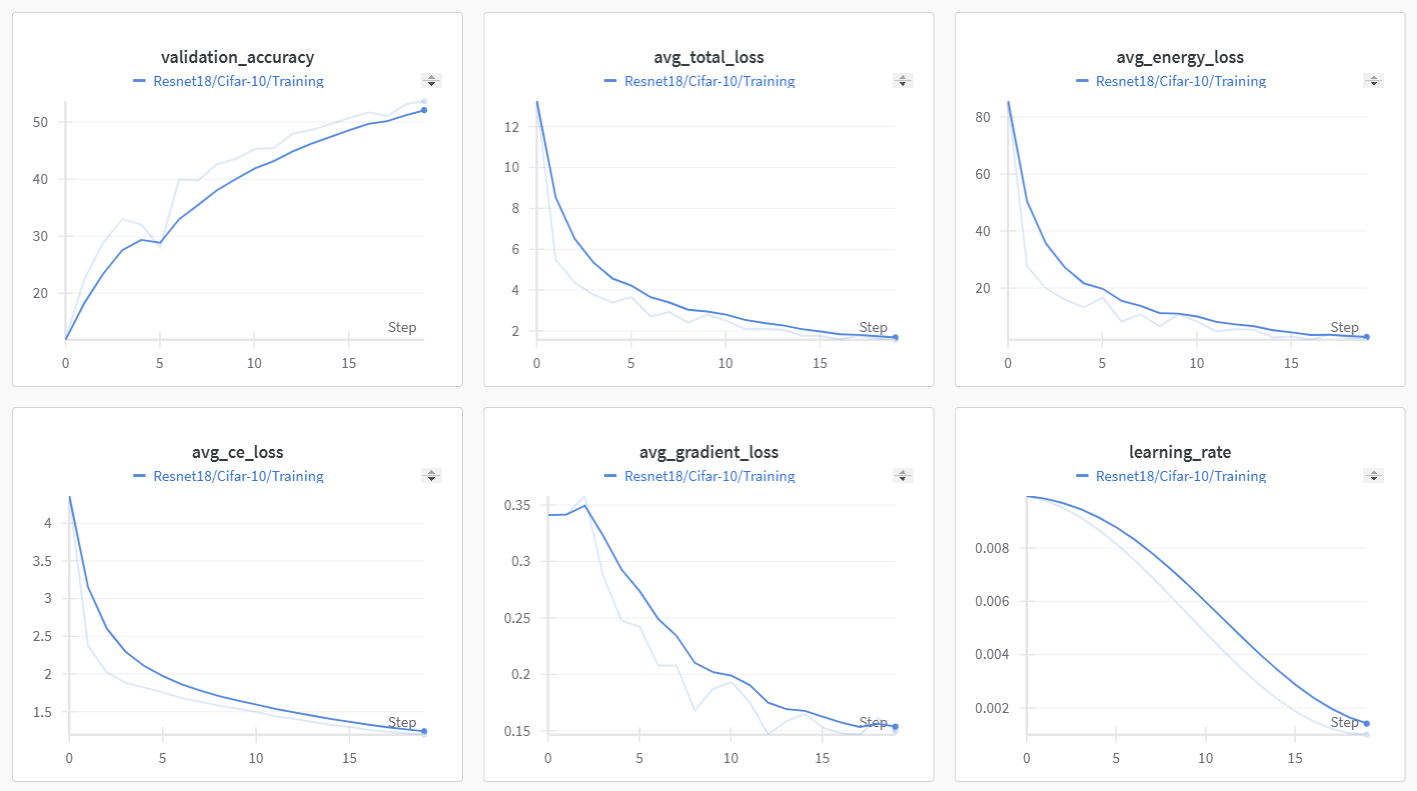 validation_accuracy
Resnet18/Cifar-10/Training
50
40
30
20
Step
0 5 10 15
avg_total_loss
Resnet18/Cifar-10/Training
12
10
8
6
4
2
Step
0 5 10 15
avg_energy_loss
Resnet18/Cifar-10/Training
80
60
40
20
Step
0 5 10 15
avg_ce_loss
Resnet18/Cifar-10/Training
4
3.5
3
2.5
2
1.5
Step
0 5 10 15
avg_gradient_loss
Resnet18/Cifar-10/Training
0.35
0.3
0.25
0.2
0.15
Step
0 5 10 15
learning_rate
Resnet18/Cifar-10/Training
0.008
0.006
0.004
0.002
Step
0 5 10 15